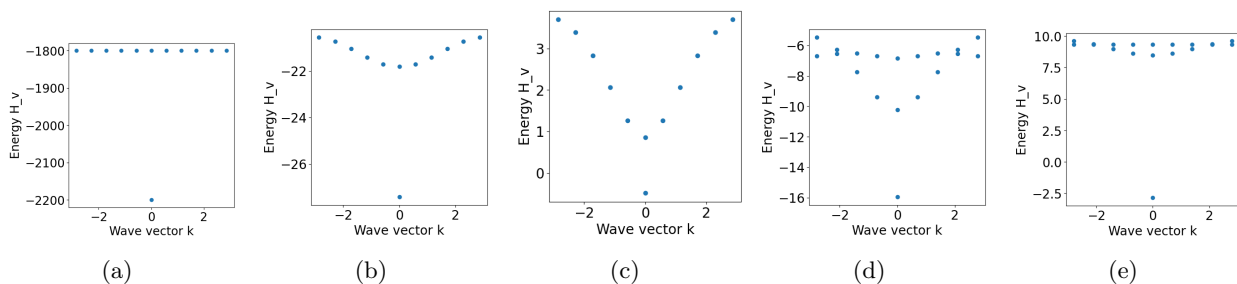 −1800
−1900
−2000
−2100
−2200
Energy H_v
−2 0 2
Wave vector k
(a)
−22
−24
−26
Energy H_v
−2 0 2
Wave vector k
(b)
3
2
1
0
Energy H_v
−2 0 2
Wave vector k
(c)
−6
−8
−10
−12
−14
−16
Energy H_v
−2 0 2
Wave vector k
(d)
10.0
7.5
5.0
2.5
0.0
−2.5
Energy H_v
−2 0 2
Wave vector k
(e)